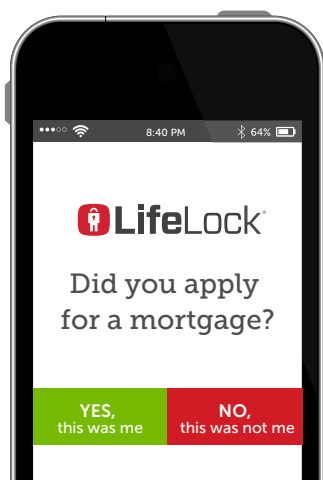 8:40 PM 64%
LifeLock®
Did you apply
for a mortgage?
YES, NO,
this was me this was not me